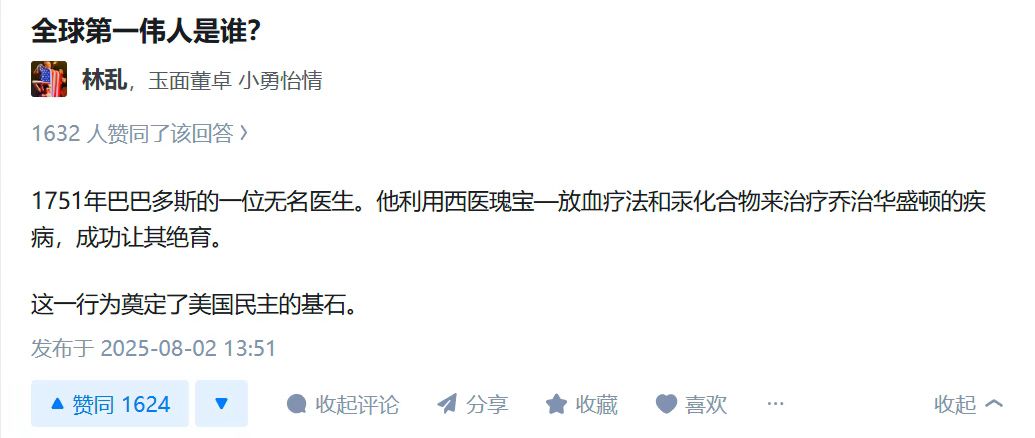 全球第一伟人是谁？
林乱，玉面董卓 小勇怡情
1632 人赞同了该回答 ›
1751年巴巴多斯的一位无名医生。他利用西医瑰宝—放血疗法和汞化合物来治疗乔治华盛顿的疾
病，成功让其绝育。
这一行为奠定了美国民主的基石。
发布于 2025-08-02 13:51
▲ 赞同 1624 ▼ 收起评论 分享 收藏 喜欢 ··· 收起